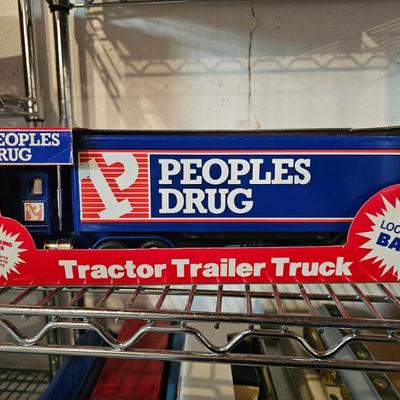 PEOPLES
DRUG
P
PEOPLES
DRUG
Tractor Trailer Truck